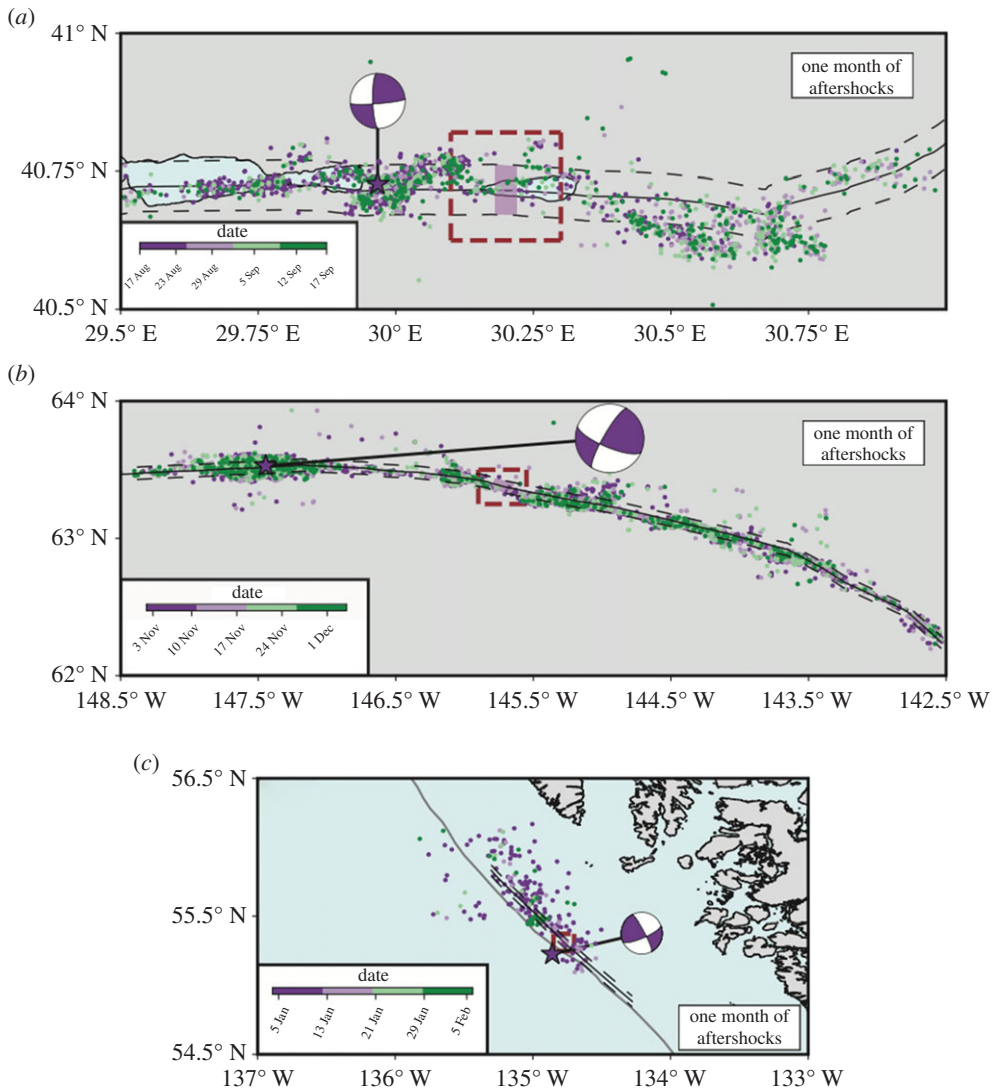 (a)
41° N
one month of
aftershocks
40.75° N
date
17 Aug
23 Aug
29 Aug
5 Sep
12 Sep
17 Sep
40.5° N
29.5° E
29.75° E
30° E
30.25° E
30.5° E
30.75° E
(b)
64° N
one month of
aftershocks
63° N
date
3 Nov
10 Nov
17 Nov
24 Nov
1 Dec
62° N
148.5° W
147.5° W
146.5° W
145.5° W
144.5° W
143.5° W
142.5° W
(c)
56.5° N
55.5° N
date
5 Jan
13 Jan
21 Jan
29 Jan
5 Feb
one month of
aftershocks
54.5° N
137° W
136° W
135° W
134° W
133° W